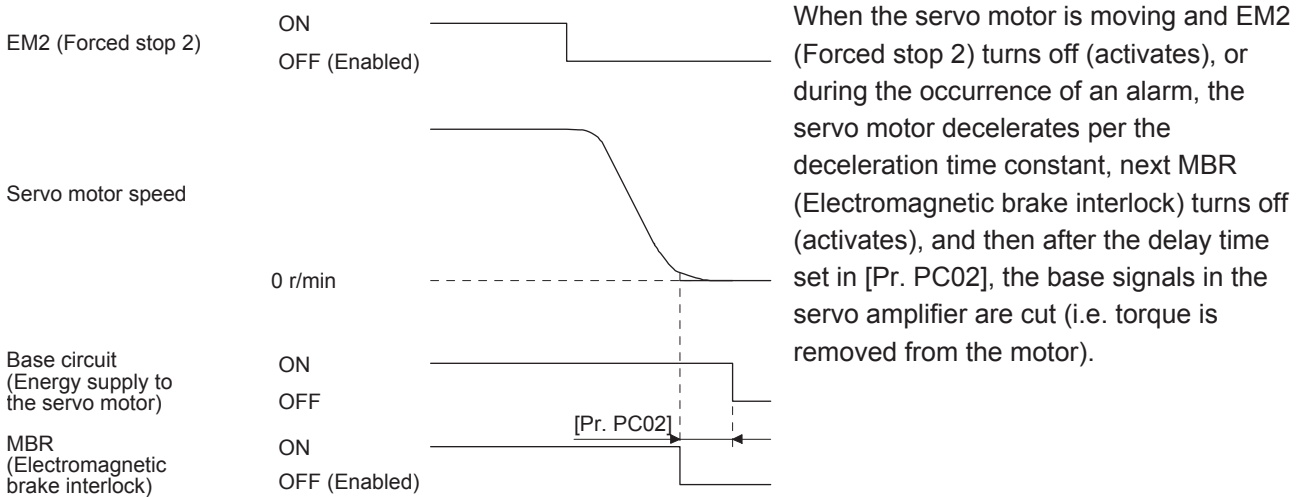 EM2 (Forced stop 2)
ON
OFF (Enabled)
Servo motor speed
0 r/min
Base circuit
(Energy supply to
the servo motor)
ON
OFF
[Pr. PC02]
MBR
(Electromagnetic
brake interlock)
ON
OFF (Enabled)
When the servo motor is moving and EM2
(Forced stop 2) turns off (activates), or
during the occurrence of an alarm, the
servo motor decelerates per the
deceleration time constant, next MBR
(Electromagnetic brake interlock) turns off
(activates), and then after the delay time
set in [Pr. PC02], the base signals in the
servo amplifier are cut (i.e. torque is
removed from the motor).